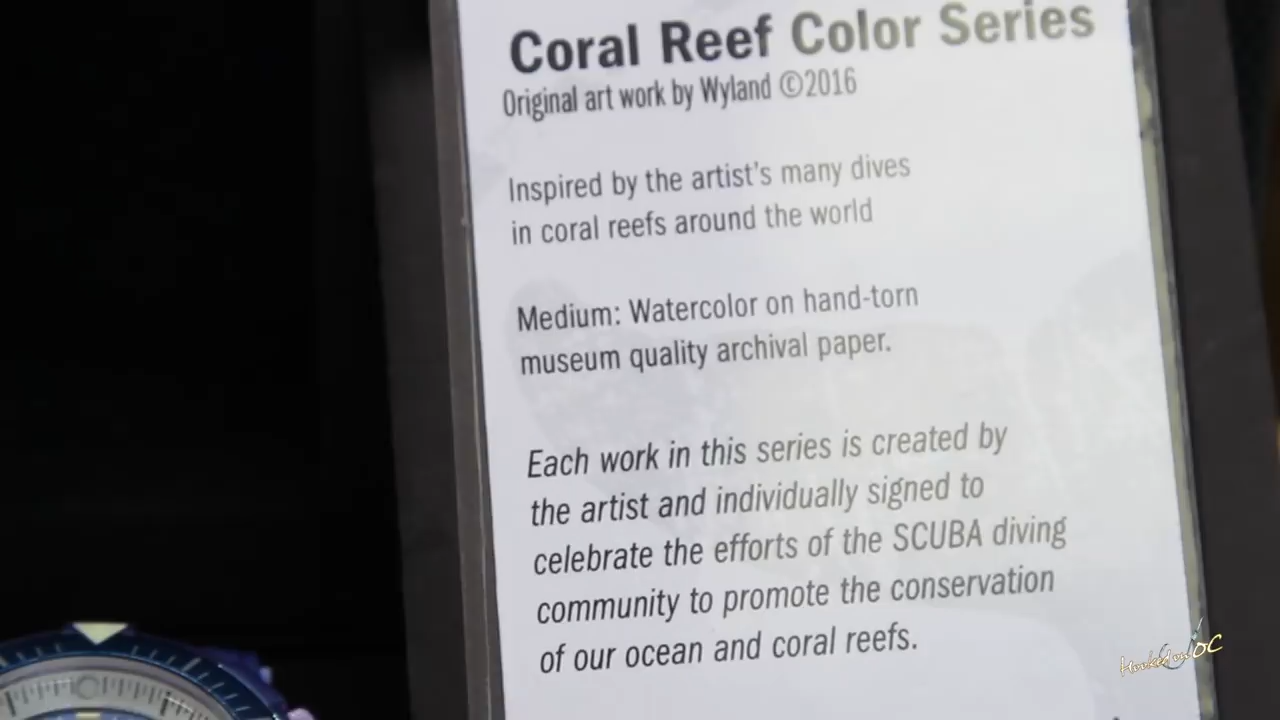 Coral Reef Color Series
Original art work by Wyland ©2016
Inspired by the artist's many dives
in coral reefs around the world
Medium: Watercolor on hand-torn
museum quality archival paper.
Each work in this series is created by
the artist and individually signed to
celebrate the efforts of the SCUBA diving
community to promote the conservation
of our ocean and coral reefs.
Hooked on OC